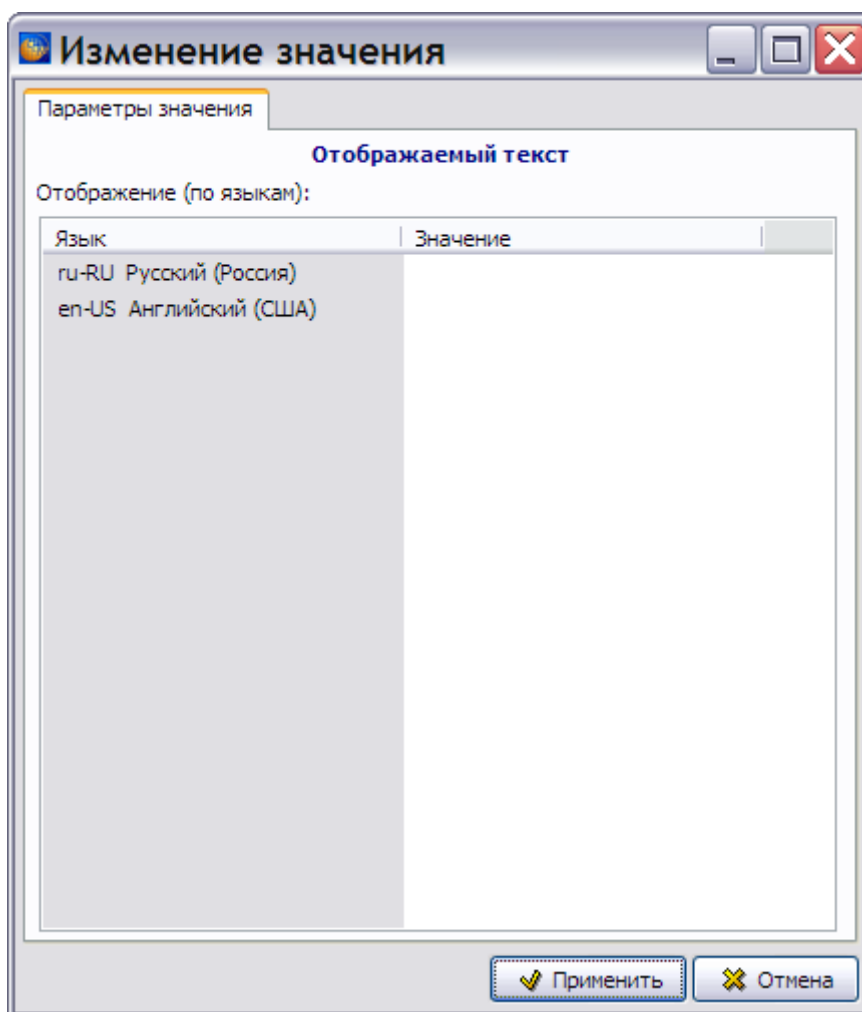 Изменение значения
Параметры значения
Отображаемый текст
Отображение (по языкам):
Язык Значение
ru-RU Русский (Россия)
en-US Английский (США)
Применить Отмена